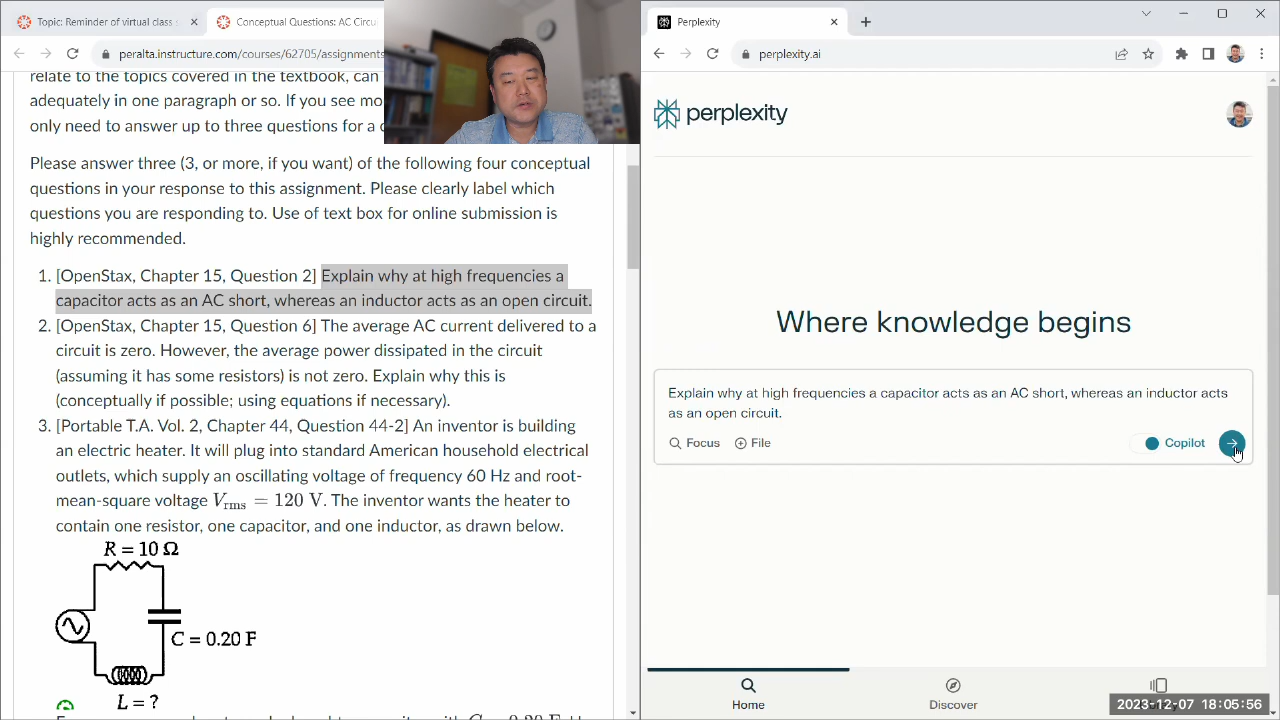 Topic: Reminder of virtual class
Conceptual Questions: AC Circui
peralta.instructure.com/courses/62705/assignments
relate to the topics covered in the textbook, can
adequately in one paragraph or so. If you see mo
only need to answer up to three questions for a c
Please answer three (3, or more, if you want) of the following four conceptual
questions in your response to this assignment. Please clearly label which
questions you are responding to. Use of text box for online submission is
highly recommended.
1. [OpenStax, Chapter 15, Question 2] Explain why at high frequencies a
capacitor acts as an AC short, whereas an inductor acts as an open circuit.
2. [OpenStax, Chapter 15, Question 6] The average AC current delivered to a
circuit is zero. However, the average power dissipated in the circuit
(assuming it has some resistors) is not zero. Explain why this is
(conceptually if possible; using equations if necessary).
3. [Portable T.A. Vol. 2, Chapter 44, Question 44-2] An inventor is building
an electric heater. It will plug into standard American household electrical
outlets, which supply an oscillating voltage of frequency 60 Hz and root-
mean-square voltage Vrms = 120 V. The inventor wants the heater to
contain one resistor, one capacitor, and one inductor, as drawn below.
R = 10 Ω
C = 0.20 F
L = ?
Perplexity
perplexity.ai
perplexity
Where knowledge begins
Explain why at high frequencies a capacitor acts as an AC short, whereas an inductor acts
as an open circuit.
Focus
File
Copilot
Home
Discover
2023-12-07 18:05:56